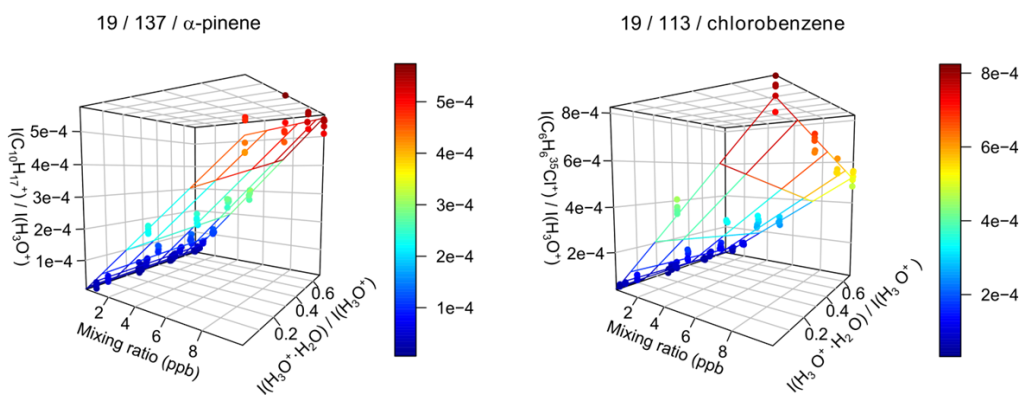 19 / 137 / α-pinene
I(C₁₀H₁₇⁺) / I(H₃O⁺)
5e−4
4e−4
3e−4
2e−4
1e−4
2
4
6
8
Mixing ratio (ppb)
0.2
0.4
0.6
I(H₃O⁺·H₂O) / I(H₃O⁺)
5e−4
4e−4
3e−4
2e−4
1e−4
19 / 113 / chlorobenzene
I(C₆H₆³⁵Cl⁺) / I(H₃O⁺)
8e−4
6e−4
4e−4
2e−4
2
4
6
8
Mixing ratio (ppb
0.2
0.4
0.6
I(H₃O⁺·H₂O) / I(H₃O⁺)
8e−4
6e−4
4e−4
2e−4